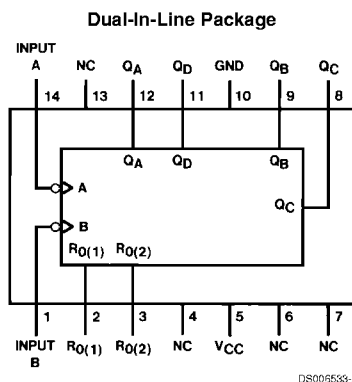 Dual-In-Line Package
INPUT
A NC QA QD GND QB QC
14 13 12 11 10 9 8
QA QD QB
A
QC
B
R0(1) R0(2)
1 2 3 4 5 6 7
INPUT
B R0(1) R0(2) NC VCC NC NC
DS006533-